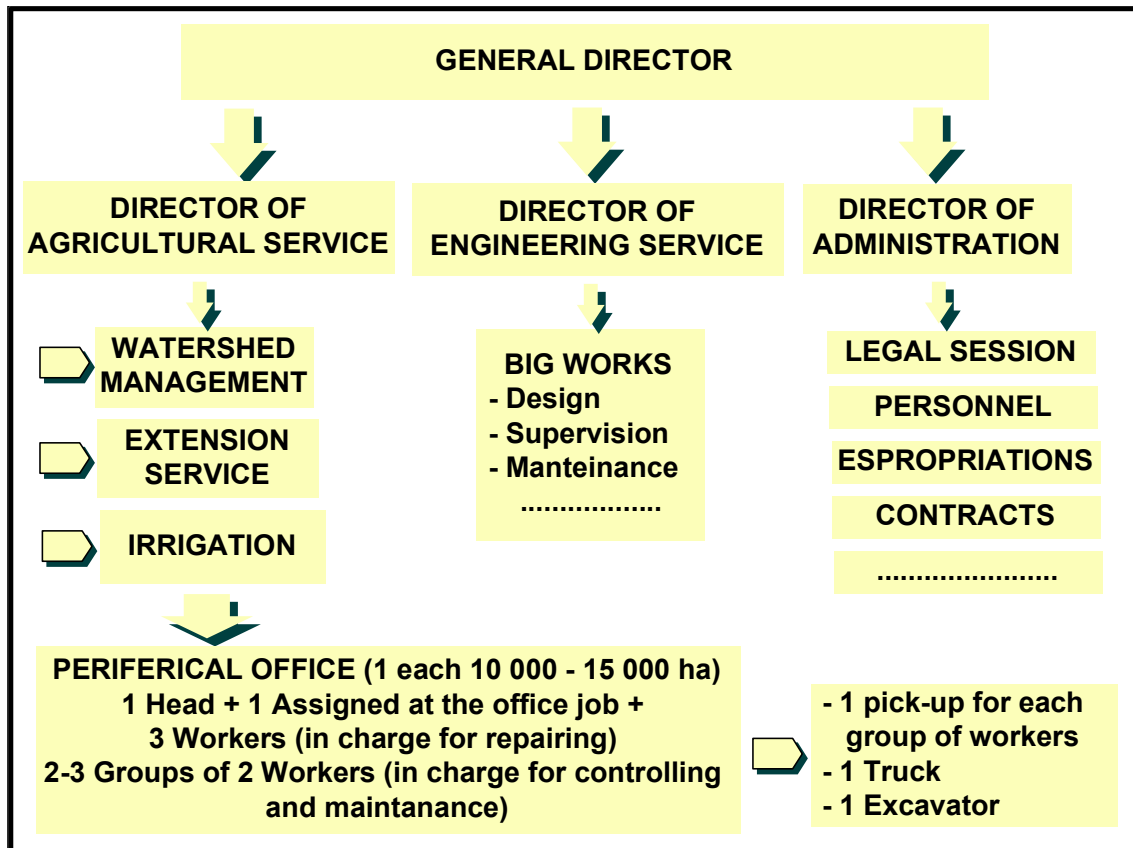 GENERAL DIRECTOR
DIRECTOR OF
AGRICULTURAL SERVICE
DIRECTOR OF
ENGINEERING SERVICE
DIRECTOR OF
ADMINISTRATION
WATERSHED
MANAGEMENT
EXTENSION
SERVICE
IRRIGATION
BIG WORKS
- Design
- Supervision
- Manteinance
..................
LEGAL SESSION
PERSONNEL
ESPROPRIATIONS
CONTRACTS
.......................
PERIFERICAL OFFICE (1 each 10 000 - 15 000 ha)
1 Head + 1 Assigned at the office job +
3 Workers (in charge for repairing)
2-3 Groups of 2 Workers (in charge for controlling
and maintanance)
- 1 pick-up for each
group of workers
- 1 Truck
- 1 Excavator